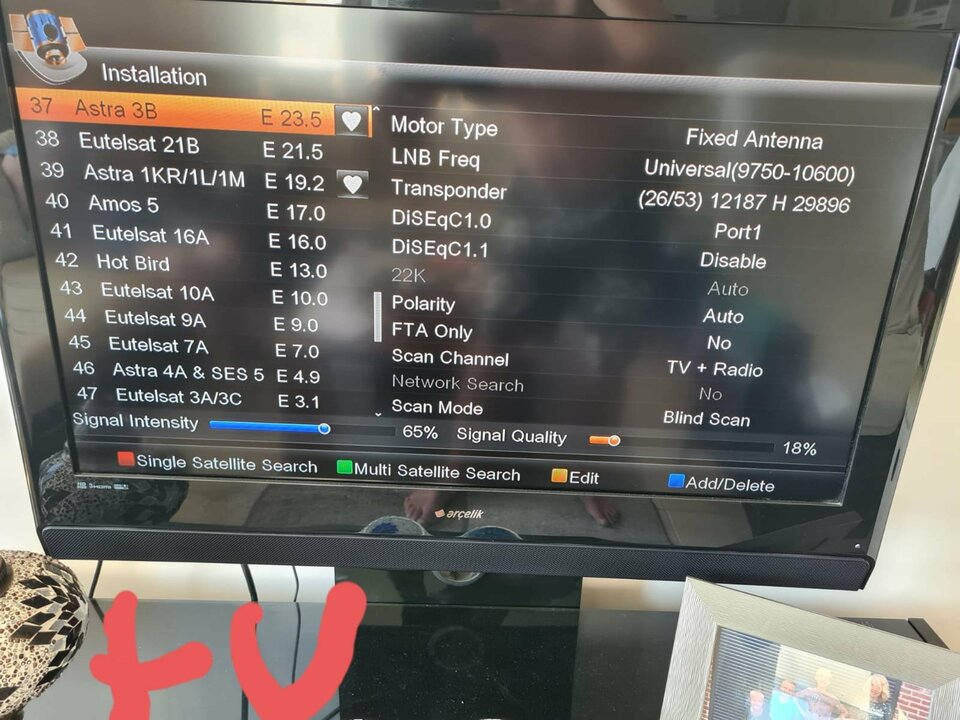 Installation
37 Astra 3B E 23.5
38 Eutelsat 21B E 21.5
39 Astra 1KR/1L/1M E 19.2
40 Amos 5 E 17.0
41 Eutelsat 16A E 16.0
42 Hot Bird E 13.0
43 Eutelsat 10A E 10.0
44 Eutelsat 9A E 9.0
45 Eutelsat 7A E 7.0
46 Astra 4A & SES 5 E 4.9
47 Eutelsat 3A/3C E 3.1
Motor Type Fixed Antenna
LNB Freq Universal(9750-10600)
Transponder (26/53) 12187 H 29896
DiSEqC1.0 Port1
DiSEqC1.1 Disable
22K Auto
Polarity Auto
FTA Only No
Scan Channel TV + Radio
Network Search No
Scan Mode Blind Scan
Signal Intensity 65% Signal Quality 18%
Single Satellite Search Multi Satellite Search Edit Add/Delete
HDMI
arçelik
tv